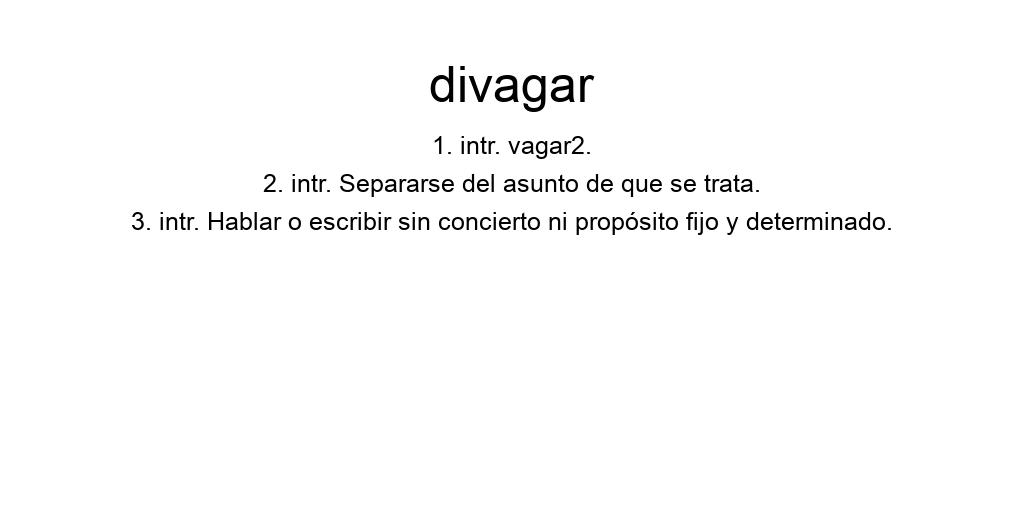 divagar
1. intr. vagar2.
2. intr. Separarse del asunto de que se trata.
3. intr. Hablar o escribir sin concierto ni propósito fijo y determinado.